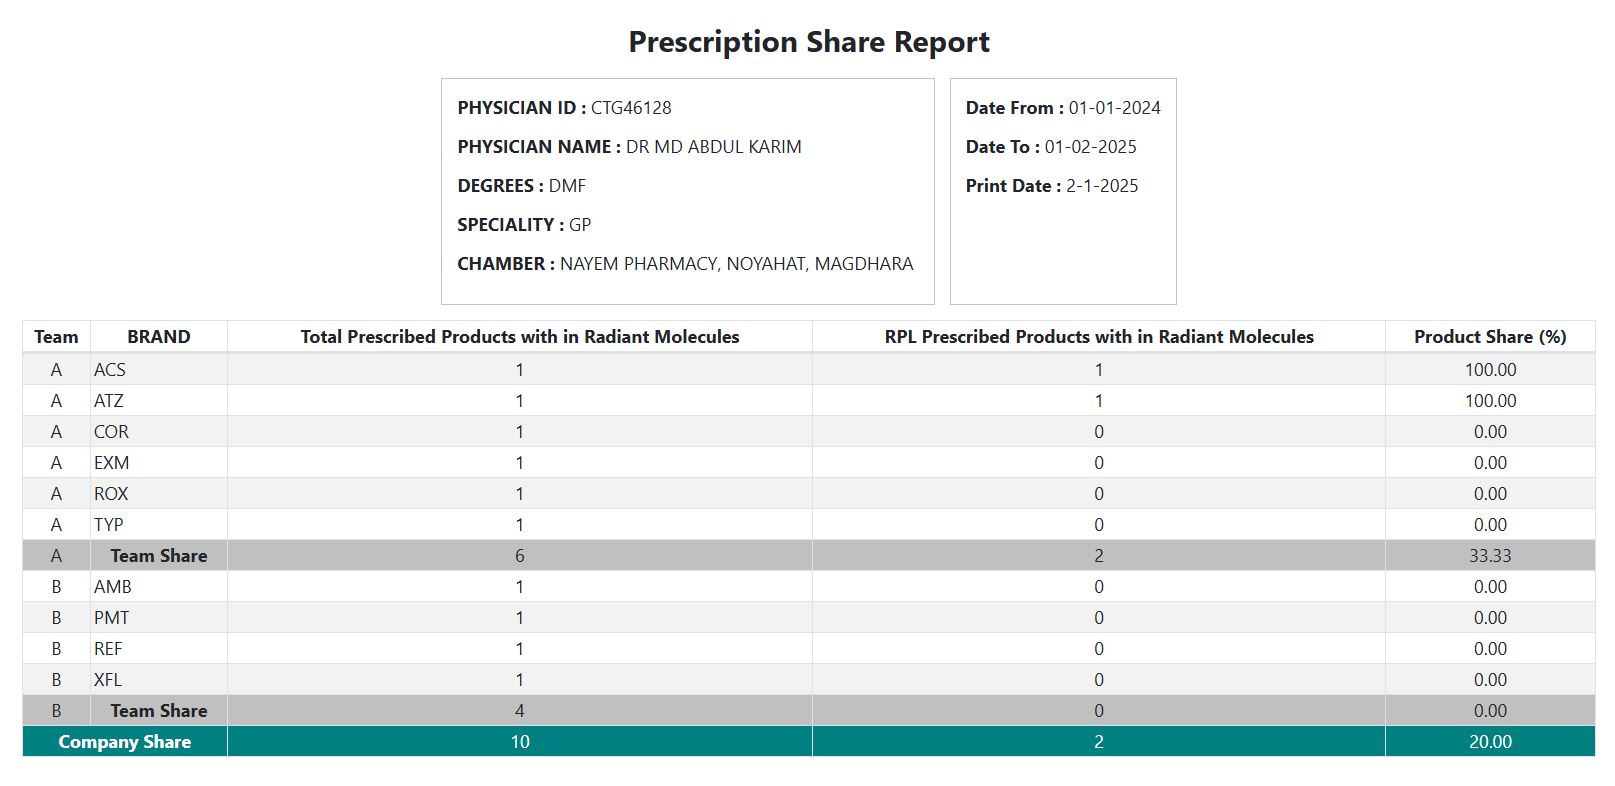 Prescription Share Report
PHYSICIAN ID : CTG46128
PHYSICIAN NAME : DR MD ABDUL KARIM
DEGREES : DMF
SPECIALITY : GP
CHAMBER : NAYEM PHARMACY, NOYAHAT, MAGDHARA
Date From : 01-01-2024
Date To : 01-02-2025
Print Date : 2-1-2025
Team BRAND Total Prescribed Products with in Radiant Molecules RPL Prescribed Products with in Radiant Molecules Product Share (%)
A ACS 1 1 100.00
A ATZ 1 1 100.00
A COR 1 0 0.00
A EXM 1 0 0.00
A ROX 1 0 0.00
A TYP 1 0 0.00
A Team Share 6 2 33.33
B AMB 1 0 0.00
B PMT 1 0 0.00
B REF 1 0 0.00
B XFL 1 0 0.00
B Team Share 4 0 0.00
Company Share 10 2 20.00